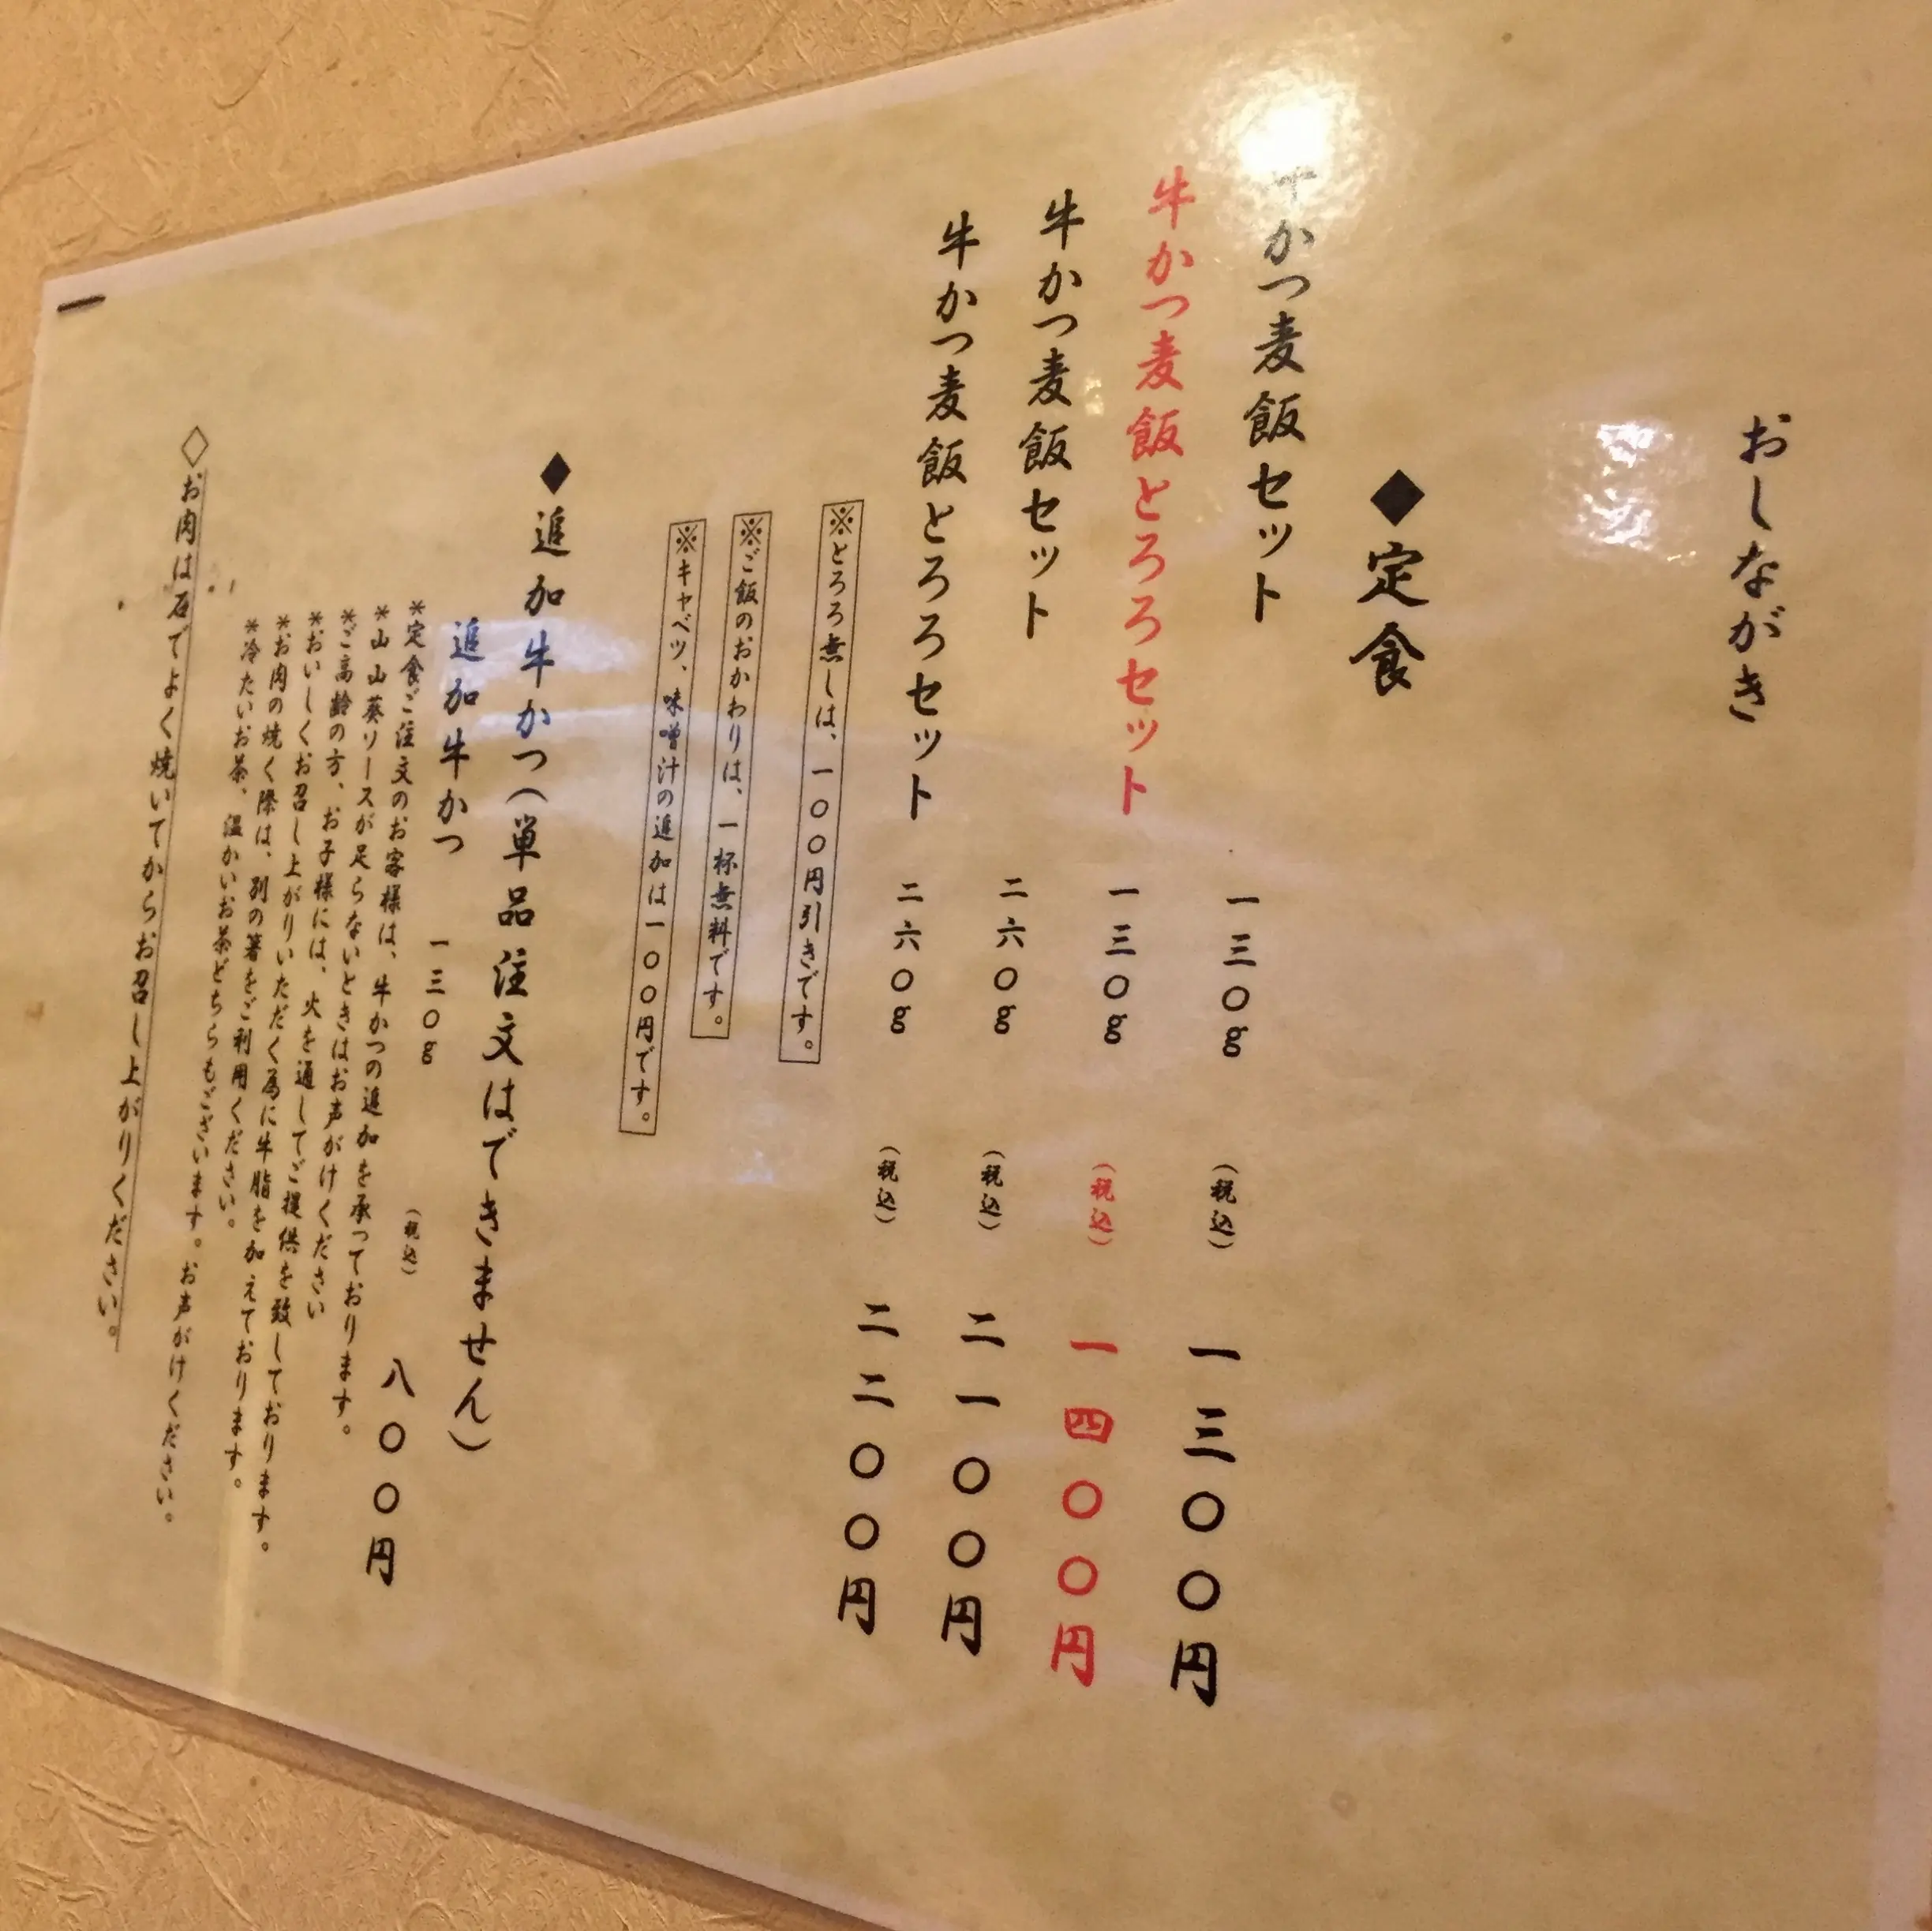 おしながき
◆定食
牛かつ麦飯セット 一三〇g （税込） 一三〇〇円
牛かつ麦飯とろろセット 一三〇g （税込） 一四〇〇円
牛かつ麦飯セット 二六〇g （税込） 二一〇〇円
牛かつ麦飯とろろセット 二六〇g （税込） 二二〇〇円
※とろろ無しは、一〇〇円引きです。
※ご飯のおかわりは、一杯無料です。
※キャベツ、味噌汁の追加は一〇〇円です。
◆追加牛かつ（単品注文はできません）
追加牛かつ 一三〇g （税込） 八〇〇円
*定食ご注文のお客様は、牛かつの追加を承っております。
*山山葵ソースが足らないときはお声がけください
*ご高齢の方、お子様には、火を通してご提供を致しております。
*おいしくお召し上がりいただく為に牛脂を加えております。
*お肉の焼く際は、別の箸をご利用ください。
*冷たいお茶、温かいお茶どちらもございます。お声がけください。
◇お肉は石でよく焼いてからお召し上がりください。